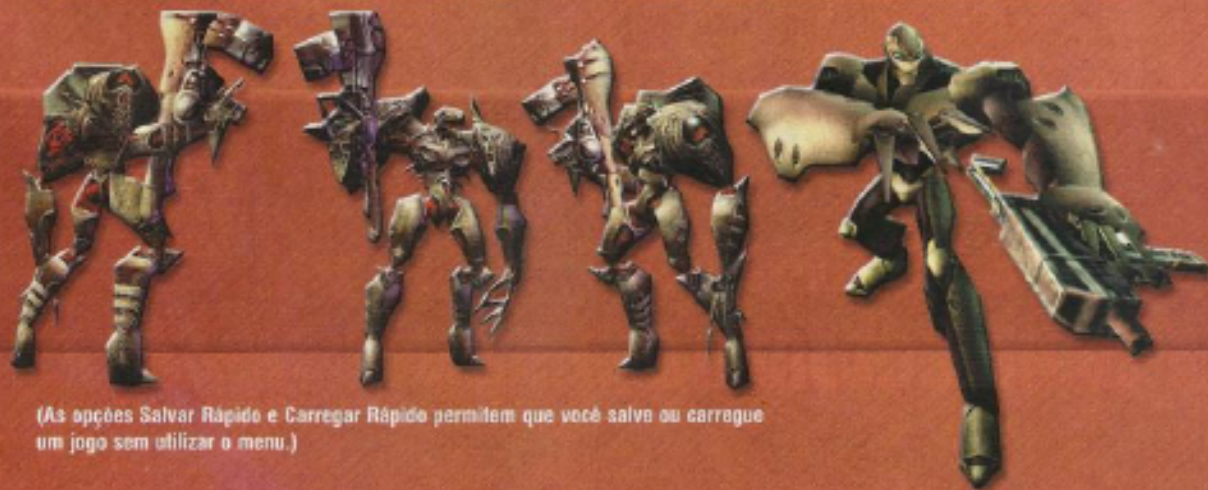 (As opções Salvar Rápido e Carregar Rápido permitem que você salve ou carregue
um jogo sem utilizar o menu.)